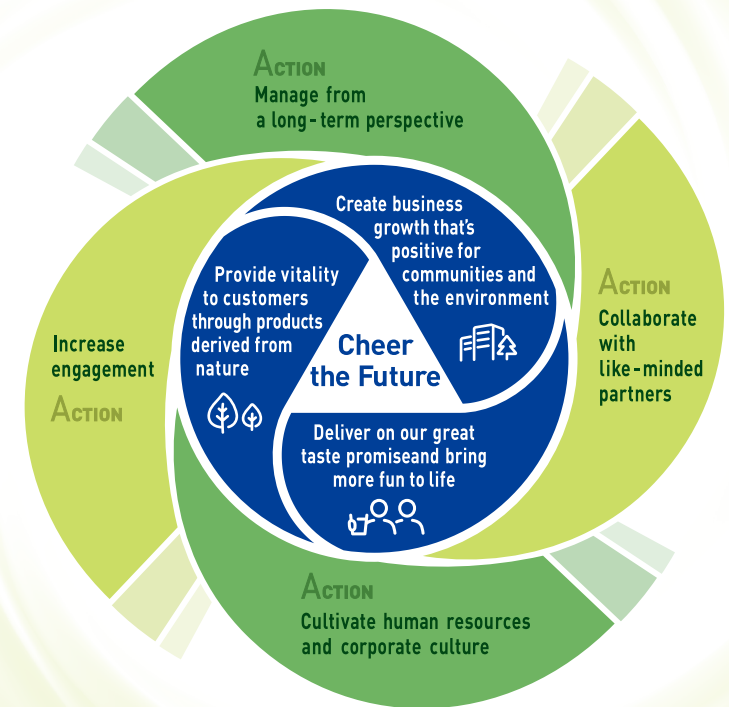 ACTION
Manage from
a long-term perspective
Create business
growth that's
positive for
communities and
the environment
Provide vitality
to customers
through products
derived from
nature
ACTION
Collaborate
with
like-minded
partners
Increase
engagement
ACTION
Cheer
the Future
Deliver on our great
taste promiseand bring
more fun to life
ACTION
Cultivate human resources
and corporate culture